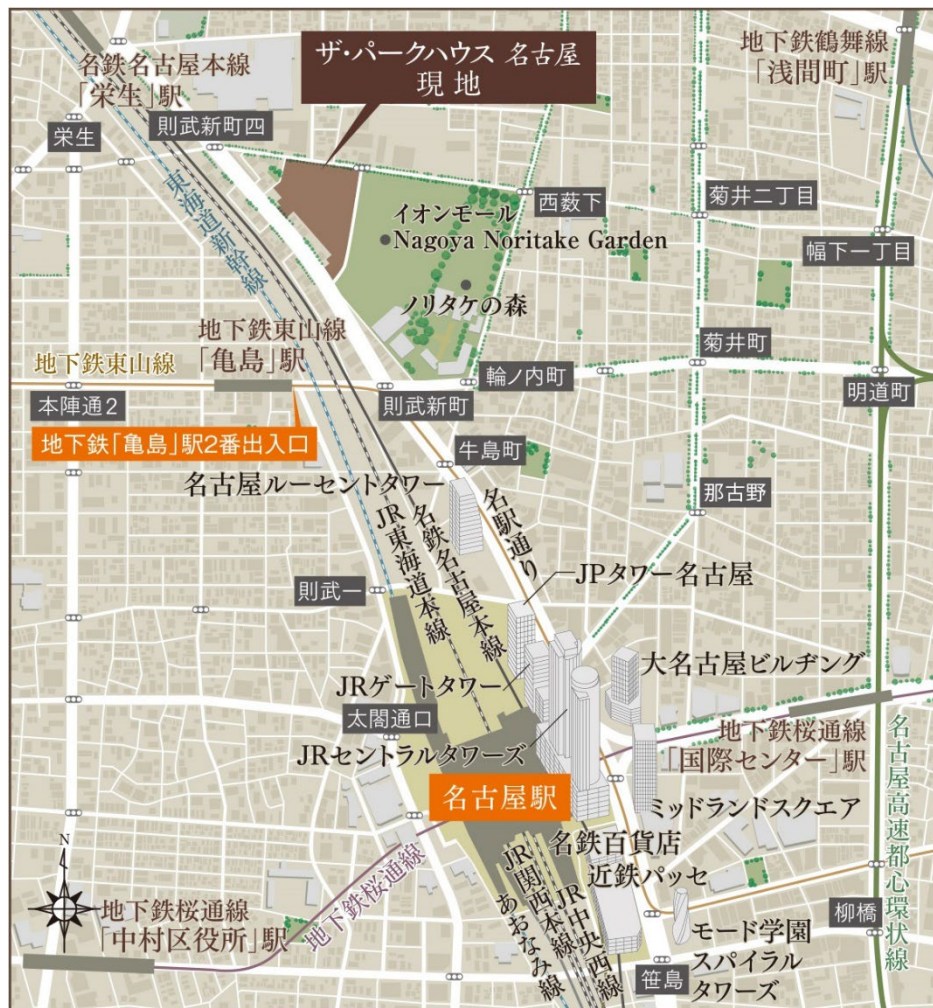 ザ・パークハウス 名古屋
現地
地下鉄鶴舞線
「浅間町」駅
名鉄名古屋本線
「栄生」駅
栄生
則武新町四
東海道新幹線
西薮下
菊井二丁目
イオンモール
Nagoya Noritake Garden
幅下一丁目
ノリタケの森
地下鉄東山線
「亀島」駅
地下鉄東山線
菊井町
輪ノ内町
明道町
本陣通2
則武新町
地下鉄「亀島」駅2番出入口
牛島町
名古屋ルーセントタワー
那古野
名駅通り
名鉄名古屋本線
JR東海道本線
JPタワー名古屋
則武一
大名古屋ビルヂング
JRゲートタワー
太閤通口
地下鉄桜通線
「国際センター」駅
JRセントラルタワーズ
名古屋高速都心環状線
名古屋駅
ミッドランドスクエア
名鉄百貨店
近鉄パッセ
N
地下鉄桜通線
JR関西本線
JR中央西線
あおなみ線
地下鉄桜通線
「中村区役所」駅
柳橋
モード学園
スパイラル
タワーズ
笹島